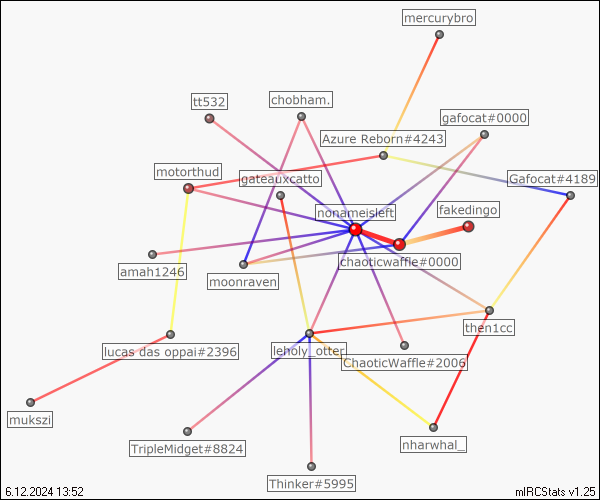 mercurybro
tt532
chobham.
gafocat#0000
Azure Reborn#4243
motorthud
gateauxcatto
Gafocat#4189
nonameisleft
fakedingo
chaoticwaffle#0000
amah1246
moonraven
then1cc
lucas das oppai#2396
leholy_otter
ChaoticWaffle#2006
mukszi
TripleMidget#8824
nharwhal_
Thinker#5995
6.12.2024 13:52
mIRCStats v1.25